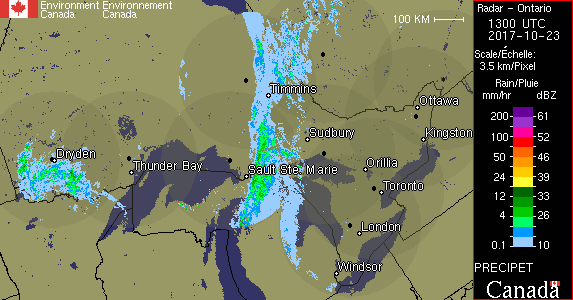 Environment Environnement
Canada Canada
100 KM
Timmins
Ottawa
Sudbury
Kingston
Dryden
Thunder Bay
Sault Ste. Marie
Orillia
Toronto
London
Windsor
Radar - Ontario
1300 UTC
2017-10-23
Scale/Échelle:
3.5 km/Pixel
Rain/Pluie
mm/hr dBZ
200 61
100 52
50 46
24 39
12 33
4 26
0.1 10
PRECIPET
Canada